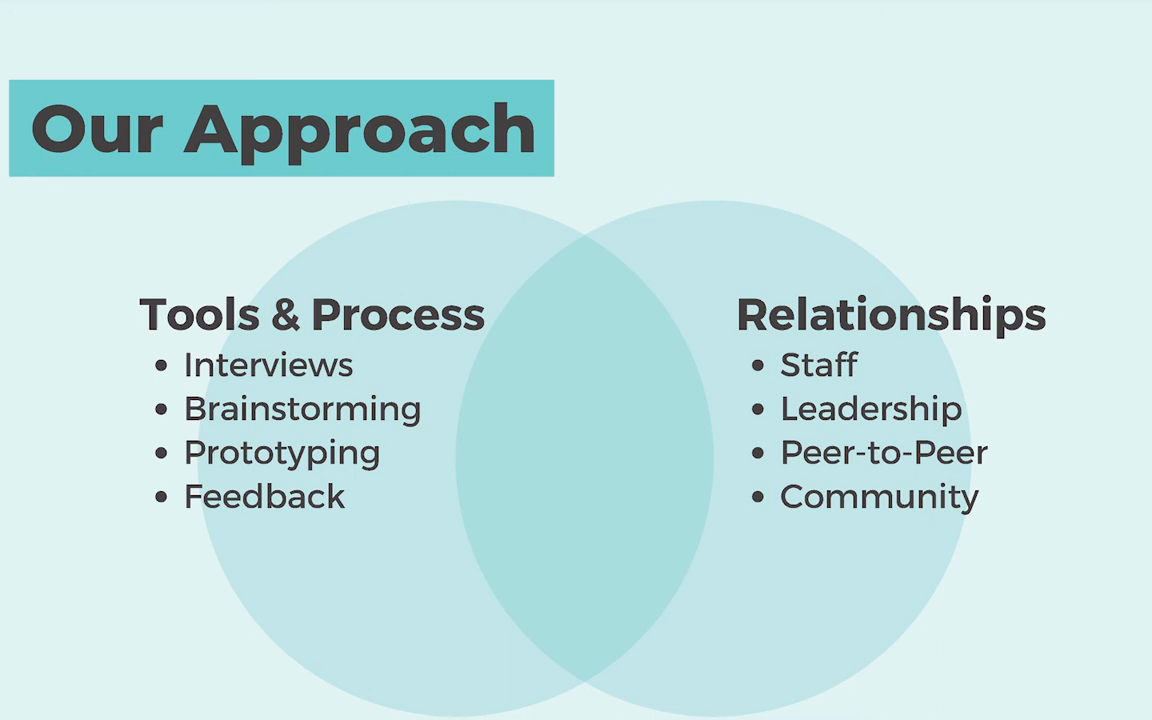 Our Approach
Tools & Process
• Interviews
• Brainstorming
• Prototyping
• Feedback
Relationships
• Staff
• Leadership
• Peer-to-Peer
• Community